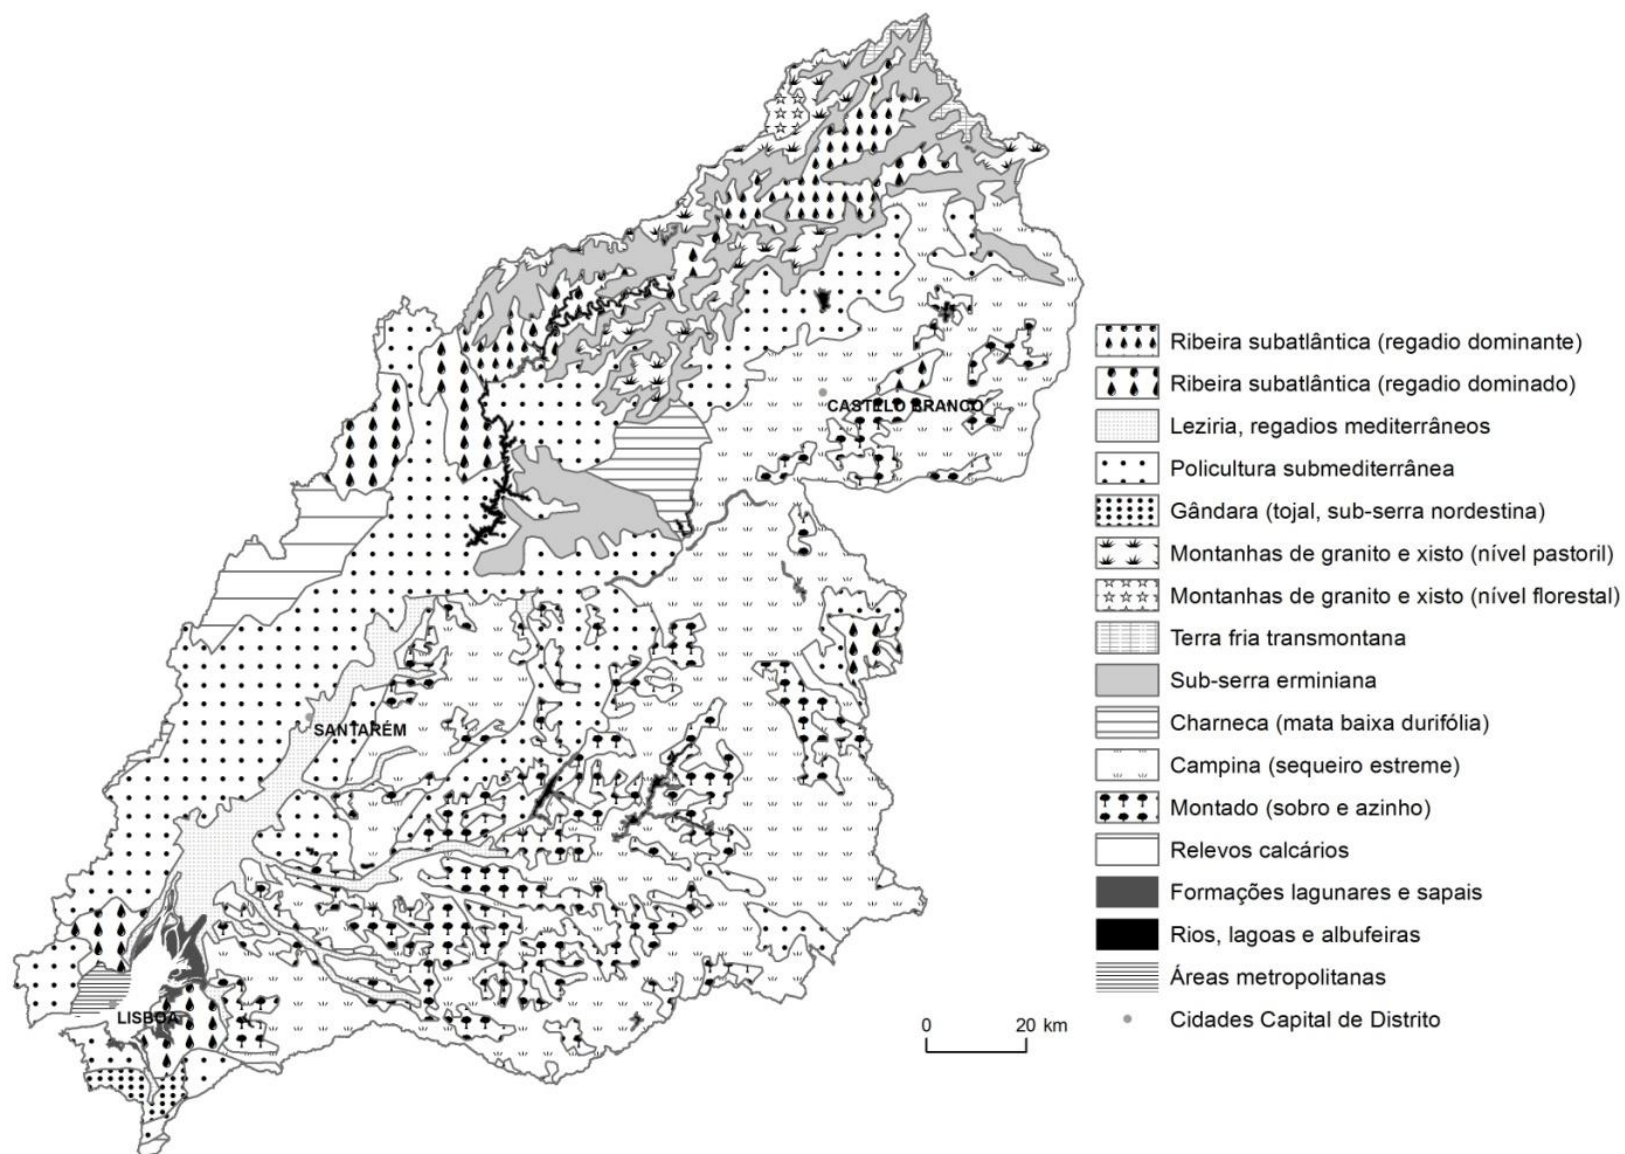 Ribeira subatlântica (regadio dominante)
Ribeira subatlântica (regadio dominado)
CASTELO BRANCO
Leziria, regadios mediterrâneos
Policultura submediterrânea
Gândara (tojal, sub-serra nordestina)
Montanhas de granito e xisto (nível pastoril)
Montanhas de granito e xisto (nível florestal)
Terra fria transmontana
Sub-serra erminiana
SANTARÉM
Charneca (mata baixa durifólia)
Campina (sequeiro estreme)
Montado (sobro e azinho)
Relevos calcários
Formações lagunares e sapais
Rios, lagoas e albufeiras
Áreas metropolitanas
LISBOA
Cidades Capital de Distrito
0 20 km